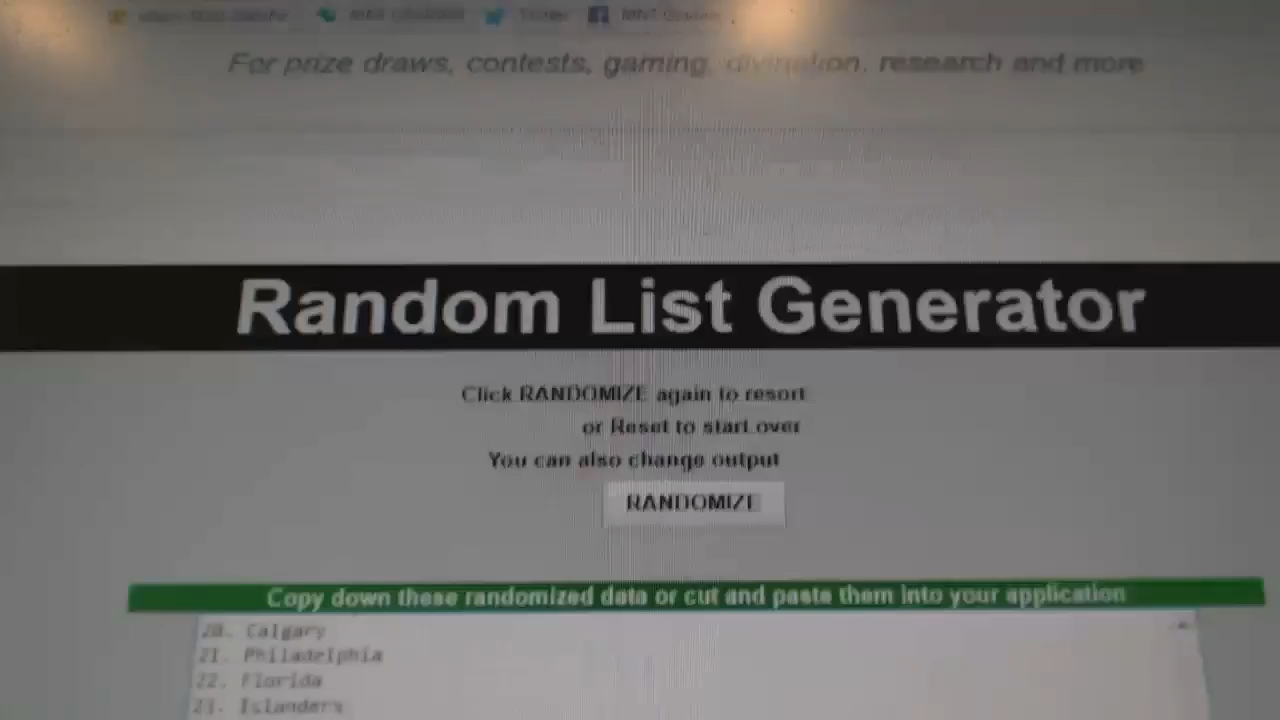 For prize draws, contests, gaming, divination, research and more
Random List Generator
Click RANDOMIZE again to resort
or Reset to start over
You can also change output
RANDOMIZE
Copy down these randomized data or cut and paste them into your application
20. Calgary
21. Philadelphia
22. Florida
23. Islanders